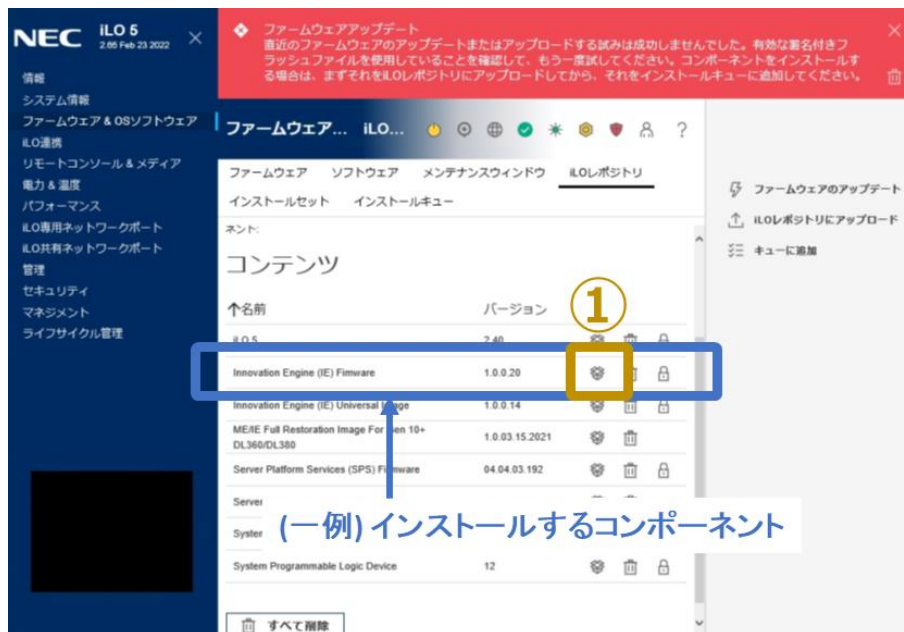 NEC
iLO 5
2.65 Feb 23 2022
情報
システム情報
ファームウェア & OSソフトウェア
iLO連携
リモートコンソール & メディア
電力 & 温度
パフォーマンス
iLO専用ネットワークポート
iLO共有ネットワークポート
管理
セキュリティ
マネジメント
ライフサイクル管理
ファームウェアアップデート
直近のファームウェアのアップデートまたはアップロードする試みは成功しませんでした。有効な署名付きフ
ラッシュファイルを使用していることを確認して、もう一度試してください。コンポーネントをインストールす
る場合は、まずそれをiLOレポジトリにアップロードしてから、それをインストールキューに追加してください。
ファームウェア... iLO...
?
ファームウェア ソフトウェア メンテナンスウィンドウ iLOレポジトリ
インストールセット インストールキュー
ネント:
コンテンツ
↑名前 バージョン
①
iLO 5 2.40
Innovation Engine (IE) Fimware 1.0.0.20
Innovation Engine (IE) Universal Image 1.0.0.14
ME/IE Full Restoration Image For Gen 10+
DL360/DL380 1.0.03.15.2021
Server Platform Services (SPS) Firmware 04.04.03.192
Server
System
(一例) インストールするコンポーネント
System Programmable Logic Device 12
すべて削除
ファームウェアのアップデート
iLOレポジトリにアップロード
キューに追加